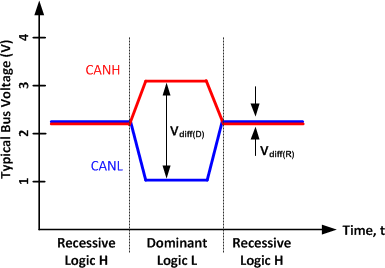 Typical Bus Voltage (V)
4
3
2
1
CANH
CANL
Vdiff(D)
Vdiff(R)
Time, t
Recessive
Logic H
Dominant
Logic L
Recessive
Logic H